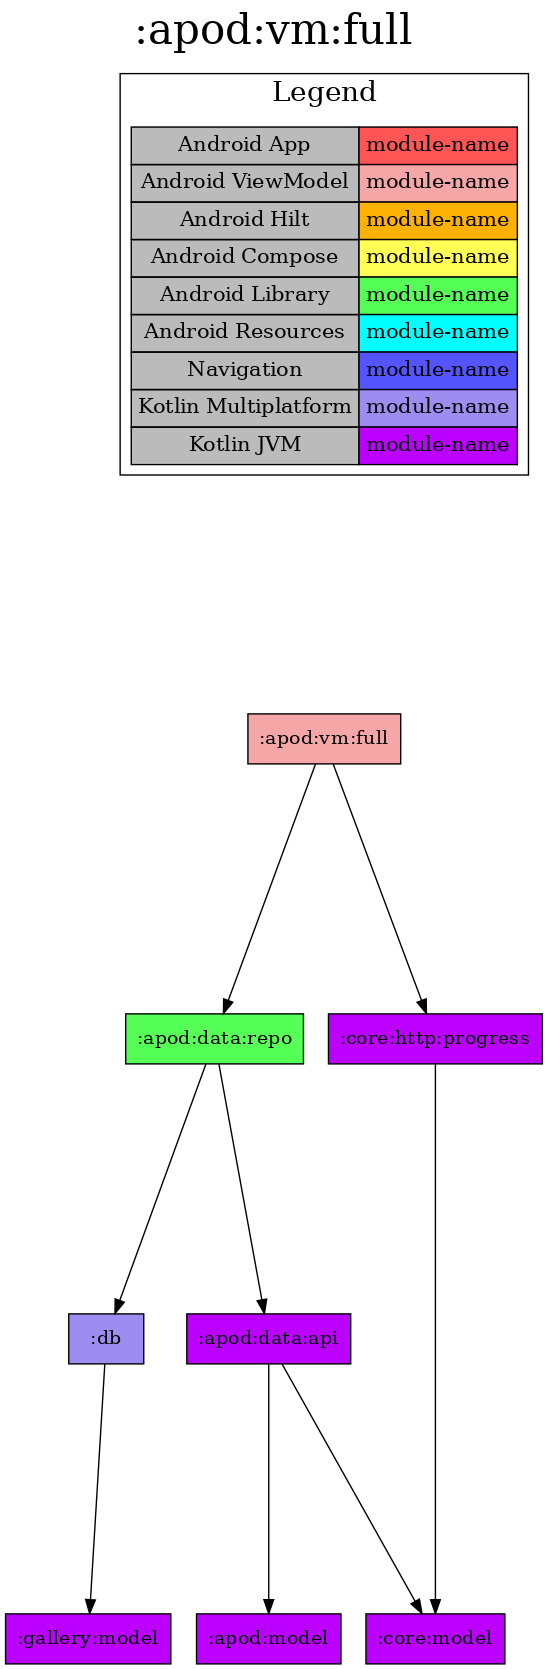 :apod:vm:full
Legend
Android App module-name
Android ViewModel module-name
Android Hilt module-name
Android Compose module-name
Android Library module-name
Android Resources module-name
Navigation module-name
Kotlin Multiplatform module-name
Kotlin JVM module-name
:apod:vm:full
:apod:data:repo :core:http:progress
:db :apod:data:api
:gallery:model :apod:model :core:model